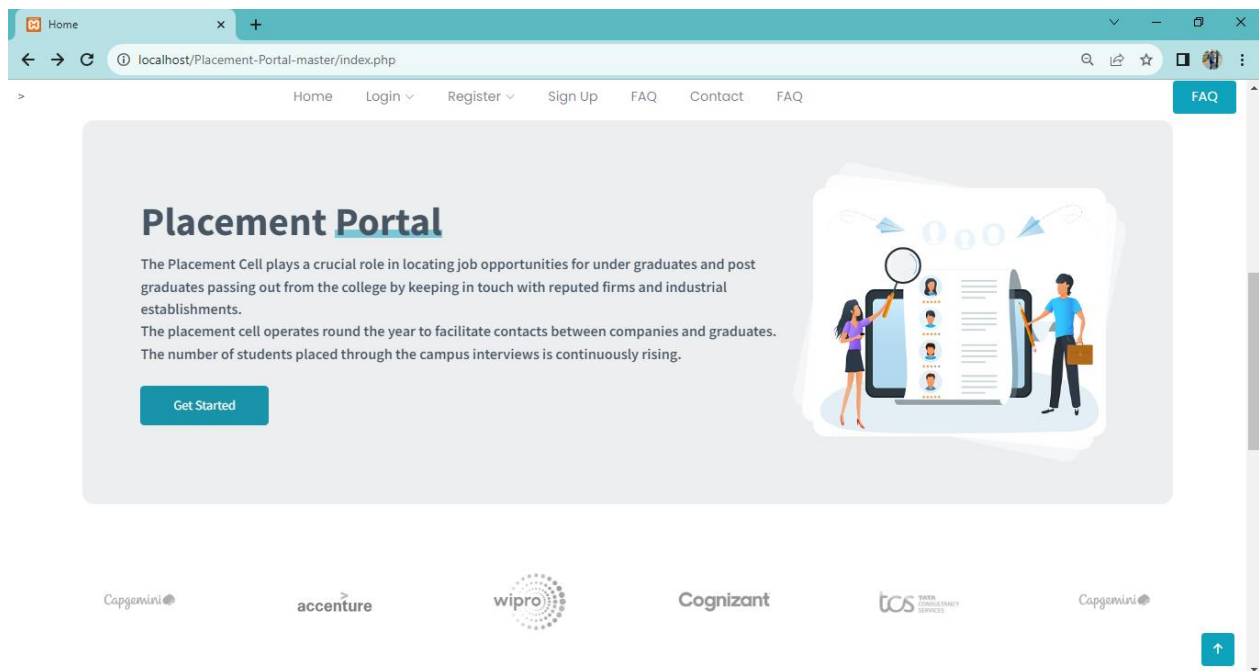 Home
localhost/Placement-Portal-master/index.php
> Home Login Register Sign Up FAQ Contact FAQ FAQ
Placement Portal
The Placement Cell plays a crucial role in locating job opportunities for under graduates and post
graduates passing out from the college by keeping in touch with reputed firms and industrial
establishments.
The placement cell operates round the year to facilitate contacts between companies and graduates.
The number of students placed through the campus interviews is continuously rising.
Get Started
Capgemini accenture wipro Cognizant tcs TATA CONSULTANCY SERVICES Capgemini